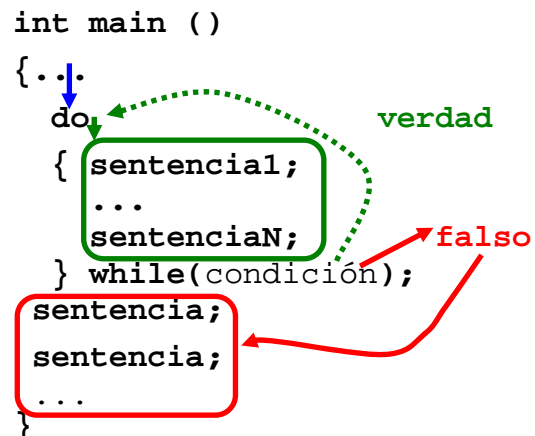 int main ()
{...
do verdad
{ sentencia1;
...
sentenciaN; falso
} while(condición);
sentencia;
sentencia;
...
}